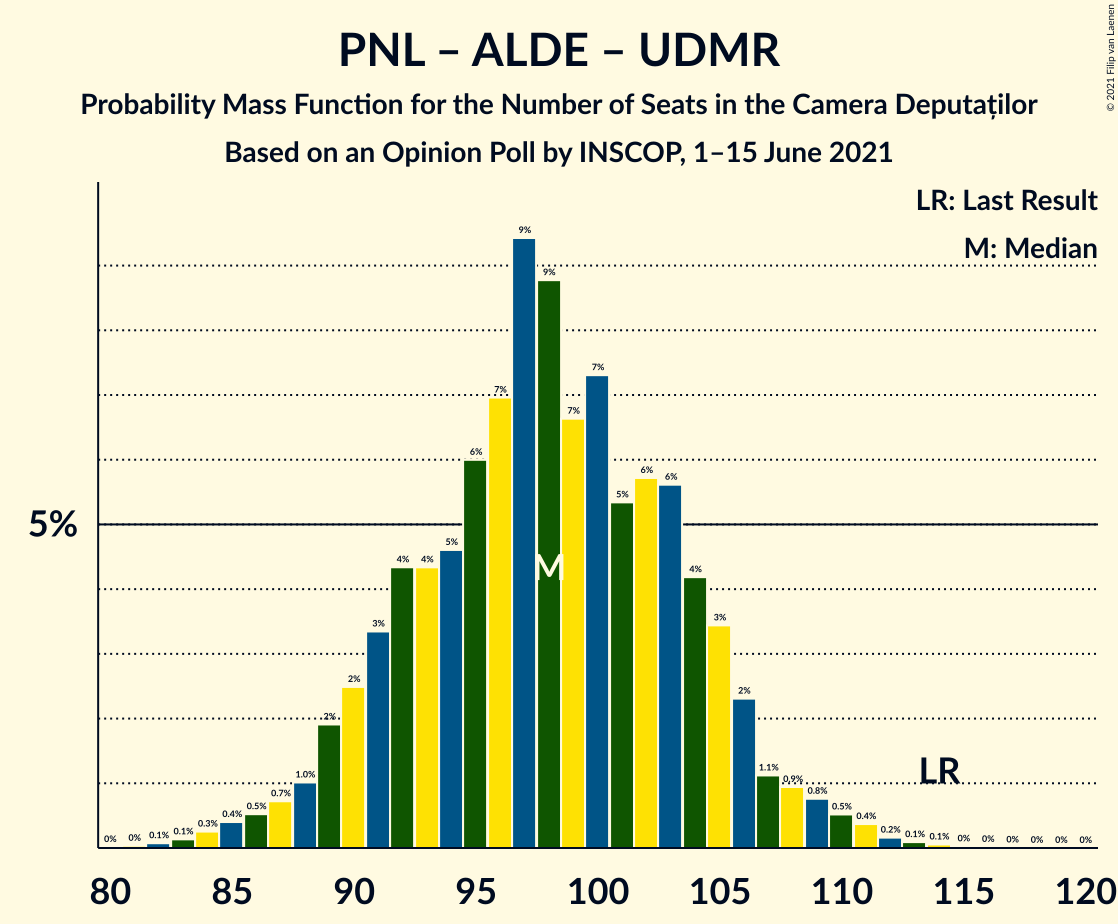 PNL – ALDE – UDMR
Probability Mass Function for the Number of Seats in the Camera Deputaților
Based on an Opinion Poll by INSCOP, 1–15 June 2021
© 2021 Filip van Laenen
LR: Last Result
M: Median
5%
0% 0% 0.1% 0.1% 0.3% 0.4% 0.5% 0.7% 1.0% 2% 2% 3% 4% 4% 5% 6% 7% 9% 9% 7% 7% 5% 6% 6% 4% 3% 2% 1.1% 0.9% 0.8% 0.5% 0.4% 0.2% 0.1% 0.1% 0% 0% 0% 0% 0% 0%
M
LR
80 85 90 95 100 105 110 115 120